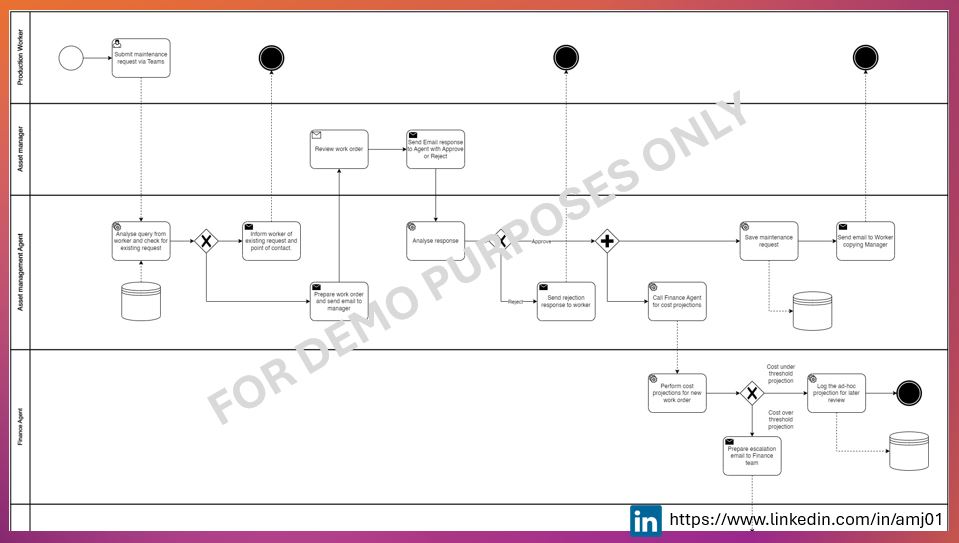 Production Worker
Submit maintenance
request via Teams
Asset manager
Review work order
Send Email response
to Agent with Approve
or Reject
Asset management Agent
Analyse query from
worker and check for
existing request
Inform worker of
existing request and
point of contact
Prepare work order
and send email to
manager
Analyse response
Approve
Reject
Send rejection
response to worker
Call Finance Agent
for cost projections
Save maintenance
request
Send email to Worker
copying Manager
Finance Agent
Perform cost
projections for new
work order
Cost under
threshold
projection
Cost over
threshold
projection
Log the ad-hoc
projection for later
review
Prepare escalation
email to Finance
team
FOR DEMO PURPOSES ONLY
in
https://www.linkedin.com/in/amj01